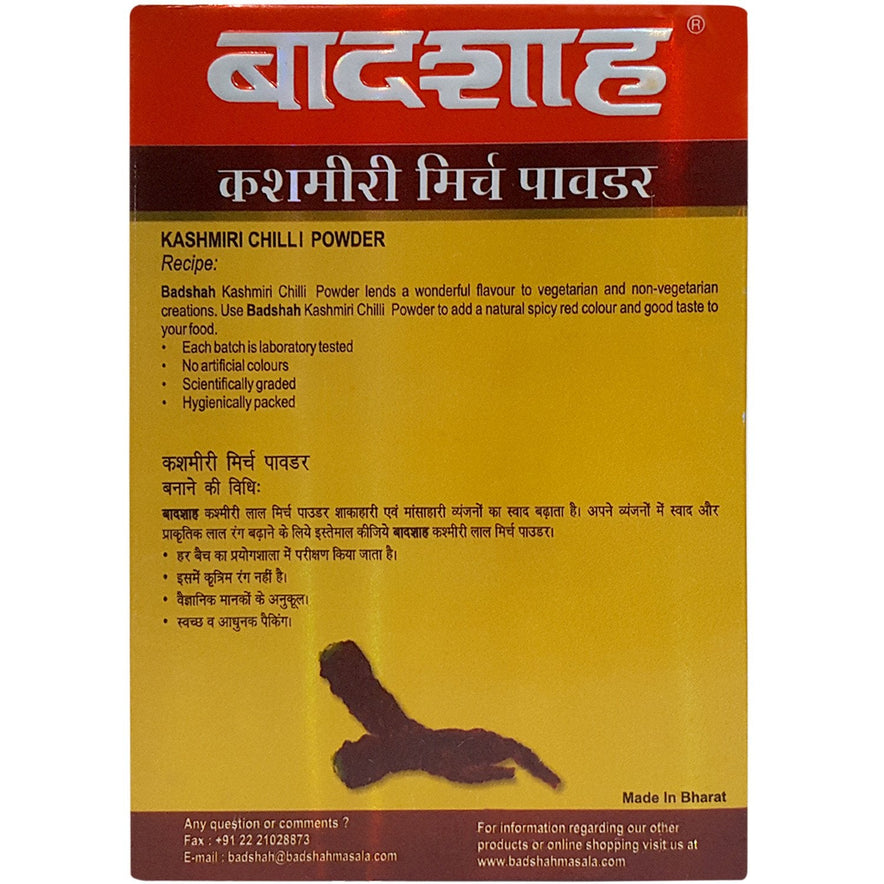 बादशाह®
कशमीरी मिर्च पावडर
KASHMIRI CHILLI POWDER
Recipe:
Badshah Kashmiri Chilli Powder lends a wonderful flavour to vegetarian and non-vegetarian
creations. Use Badshah Kashmiri Chilli Powder to add a natural spicy red colour and good taste to
your food.
• Each batch is laboratory tested
• No artificial colours
• Scientifically graded
• Hygienically packed
कशमीरी मिर्च पावडर
बनाने की विधिः
बादशाह कश्मीरी लाल मिर्च पाउडर शाकाहारी एवं मांसाहारी व्यंजनों का स्वाद बढ़ाता है। अपने व्यंजनों में स्वाद और
प्राकृतिक लाल रंग बढ़ाने के लिये इस्तेमाल कीजिये बादशाह कश्मीरी लाल मिर्च पाउडर।
• हर बैच का प्रयोगशाला में परीक्षण किया जाता है।
• इसमें कृत्रिम रंग नहीं है।
• वैज्ञानिक मानकों के अनुकूल।
• स्वच्छ व आधुनक पैकिंग।
Made In Bharat
Any question or comments ?
Fax : +91 22 21028873
E-mail : badshah@badshahmasala.com
For information regarding our other
products or online shopping visit us at
www.badshahmasala.com